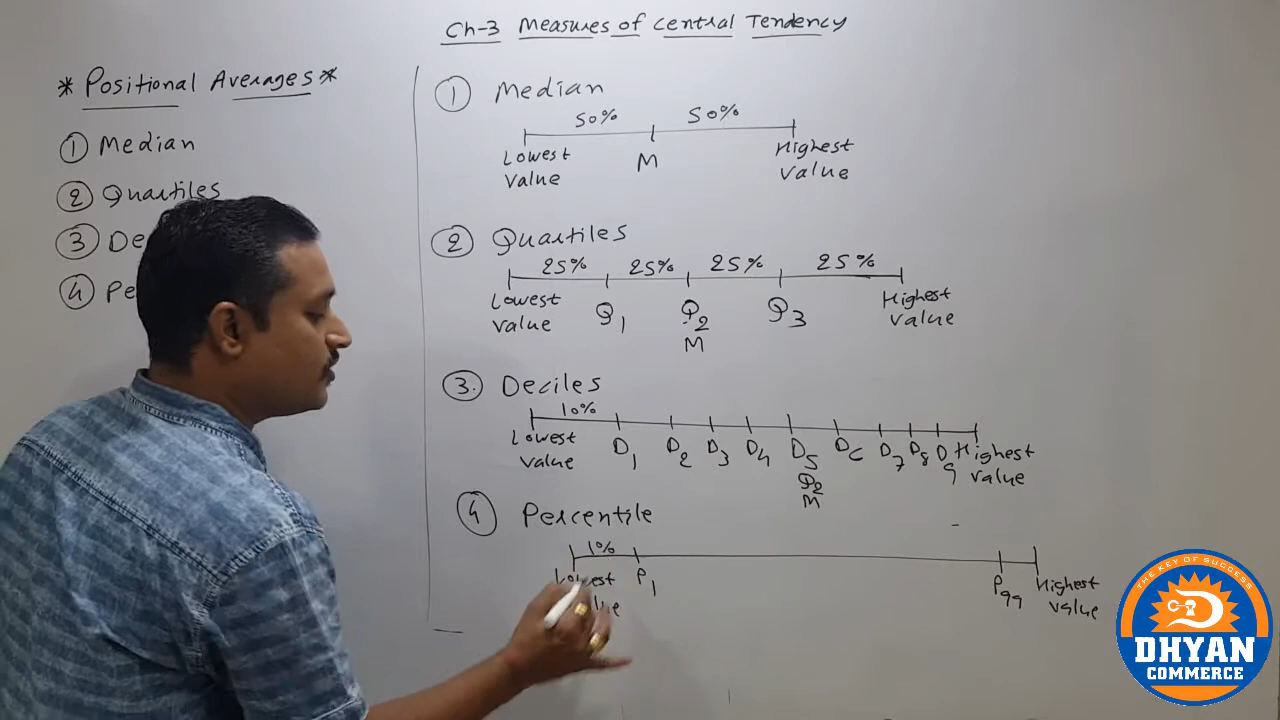 Ch-3 Measures of Central Tendency
* Positional Averages *
① Median
② Quartiles
③ De
④ Pe
① Median
50% 50%
Lowest value M Highest value
② Quartiles
25% 25% 25% 25%
Lowest value Q1 Q2 Q3 Highest value
M
③. Deciles
10%
Lowest value D1 D2 D3 D4 D5 D6 D7 D8 D9 Highest value
Q2
M
④ Percentile
1%
P1 P99 Highest value
THE KEY OF SUCCESS
DHYAN
COMMERCE